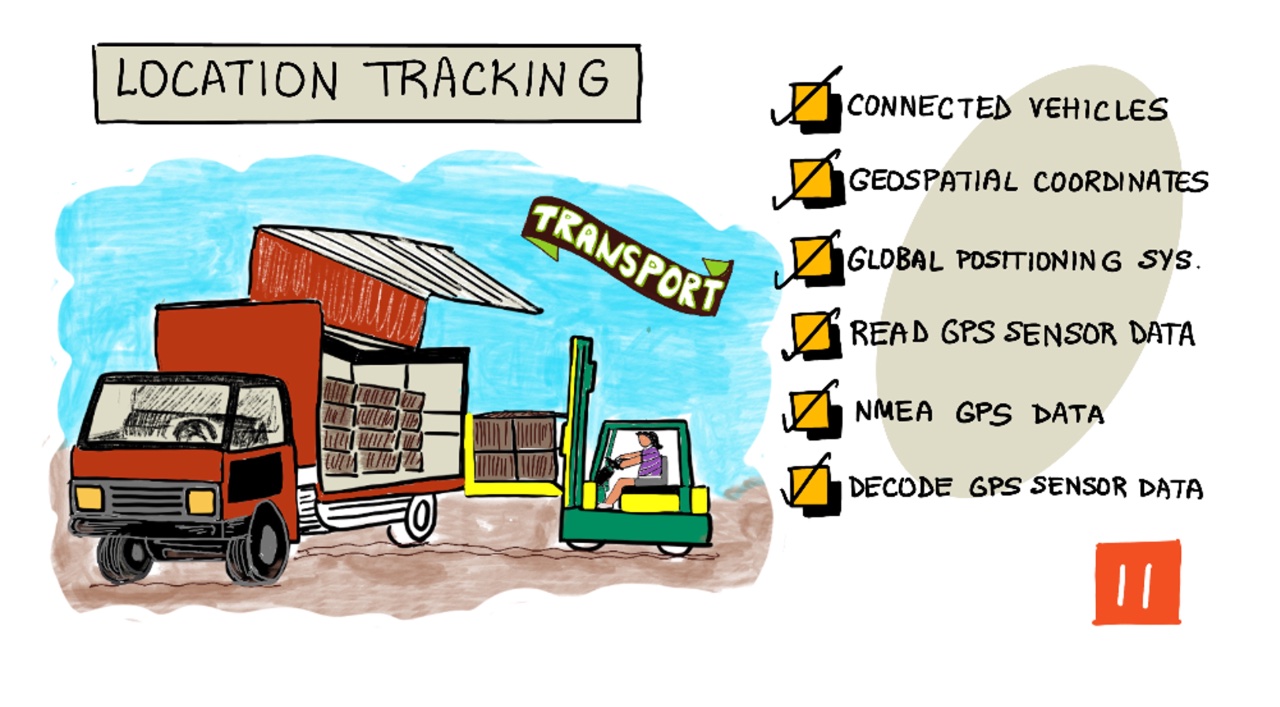 LOCATION TRACKING
TRANSPORT
CONNECTED VEHICLES
GEOSPATIAL COORDINATES
GLOBAL POSITIONING SYS.
READ GPS SENSOR DATA
NMEA GPS DATA
DECODE GPS SENSOR DATA
11